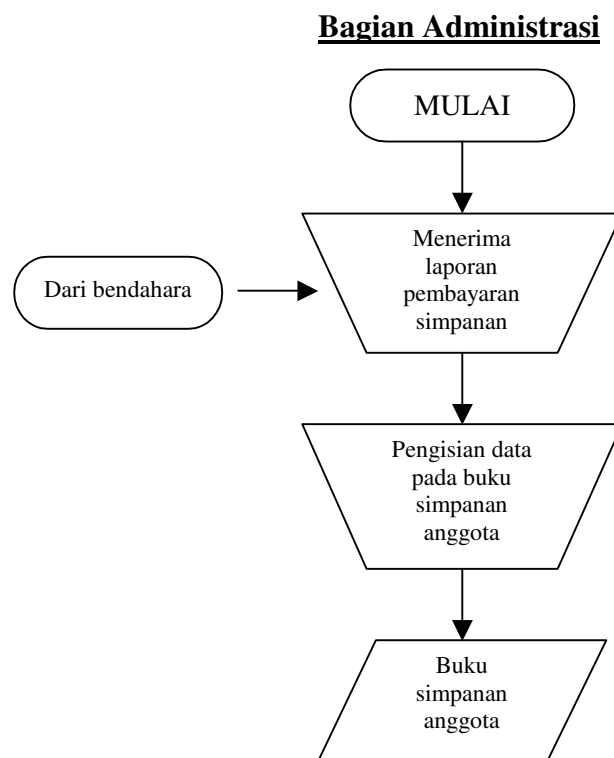 Bagian Administrasi
MULAI
Menerima
laporan
pembayaran
simpanan
Dari bendahara
Pengisian data
pada buku
simpanan
anggota
Buku
simpanan
anggota